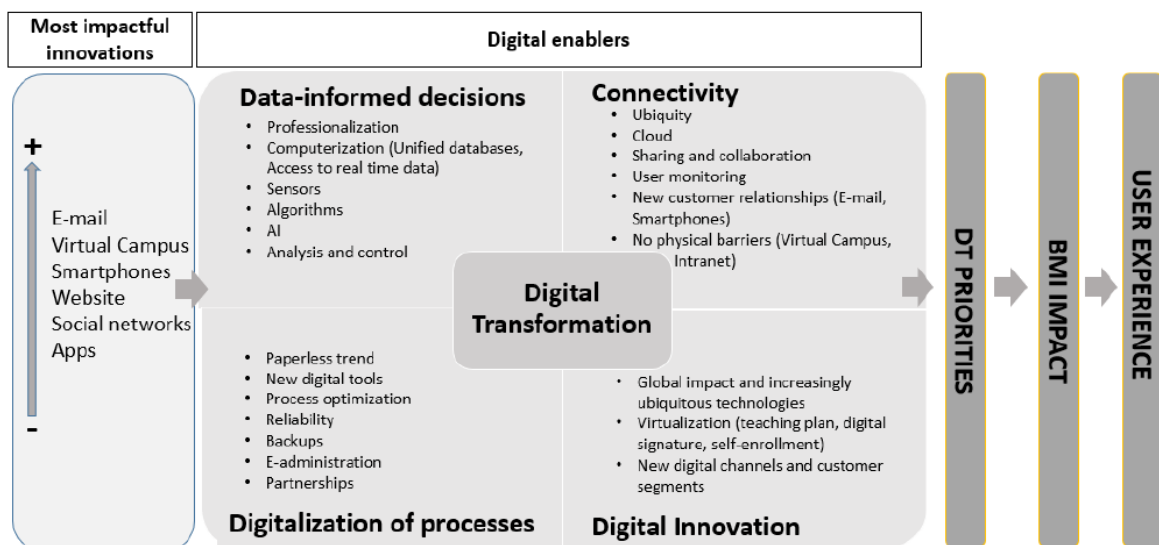 Most impactful
innovations
Digital enablers
+
E-mail
Virtual Campus
Smartphones
Website
Social networks
Apps
-
Data-informed decisions
• Professionalization
• Computerization (Unified databases,
Access to real time data)
• Sensors
• Algorithms
• AI
• Analysis and control
Connectivity
• Ubiquity
• Cloud
• Sharing and collaboration
• User monitoring
• New customer relationships (E-mail,
Smartphones)
• No physical barriers (Virtual Campus,
Intranet)
Digital
Transformation
• Paperless trend
• New digital tools
• Process optimization
• Reliability
• Backups
• E-administration
• Partnerships
Digitalization of processes
• Global impact and increasingly
ubiquitous technologies
• Virtualization (teaching plan, digital
signature, self-enrollment)
• New digital channels and customer
segments
Digital Innovation
DT PRIORITIES
BMI IMPACT
USER EXPERIENCE